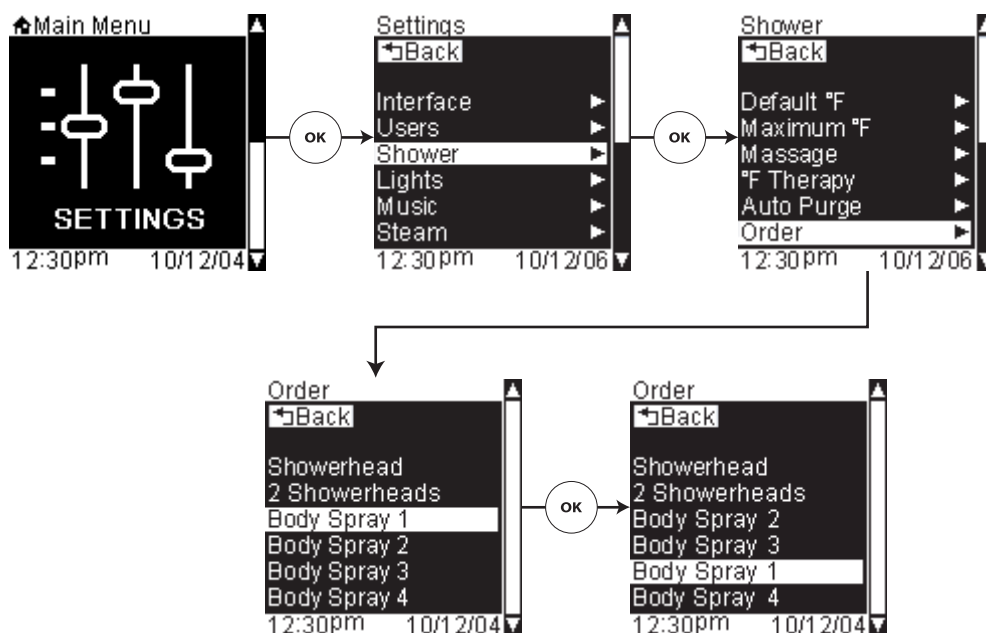 Main Menu
SETTINGS
12:30pm 10/12/04
OK
Settings
Back
Interface
Users
Shower
Lights
Music
Steam
12:30pm 10/12/06
OK
Shower
Back
Default °F
Maximum °F
Massage
°F Therapy
Auto Purge
Order
12:30pm 10/12/06
Order
Back
Showerhead
2 Showerheads
Body Spray 1
Body Spray 2
Body Spray 3
Body Spray 4
12:30pm 10/12/04
OK
Order
Back
Showerhead
2 Showerheads
Body Spray 2
Body Spray 3
Body Spray 1
Body Spray 4
12:30pm 10/12/04